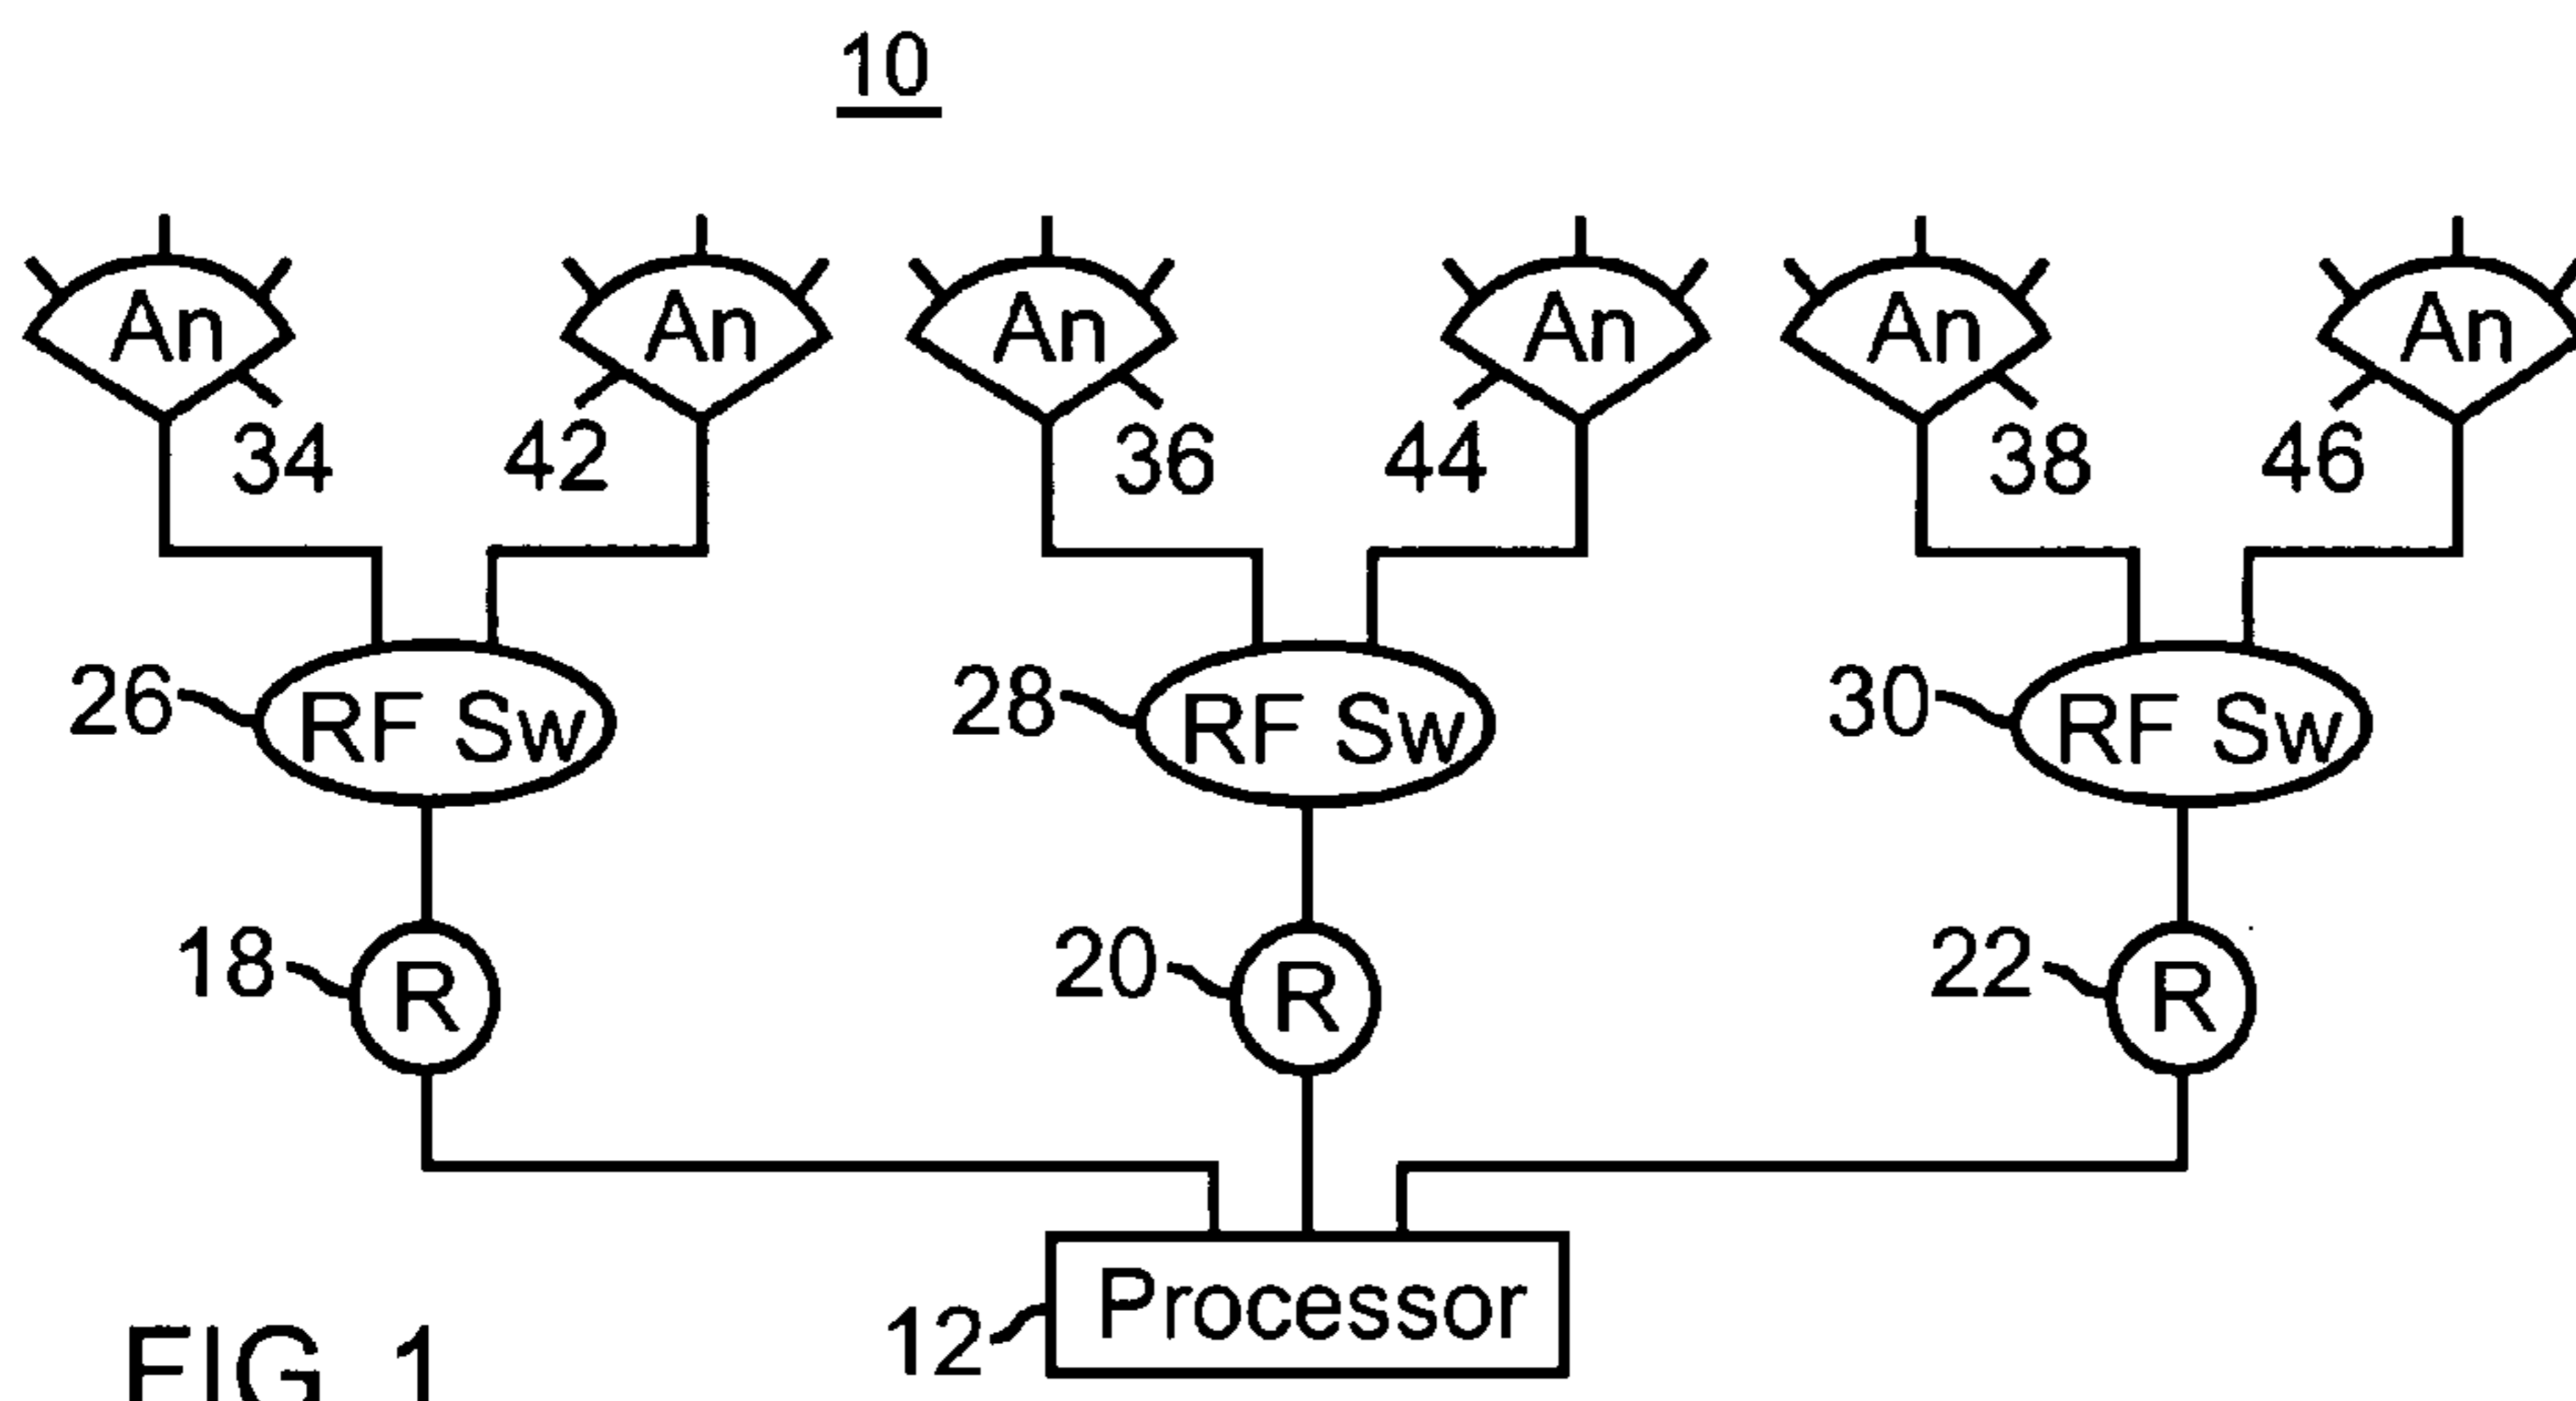 10
An An An An An An
34 42 36 44 38 46
26 RF Sw 28 RF Sw 30 RF Sw
18 R 20 R 22 R
12 Processor
FIG 1